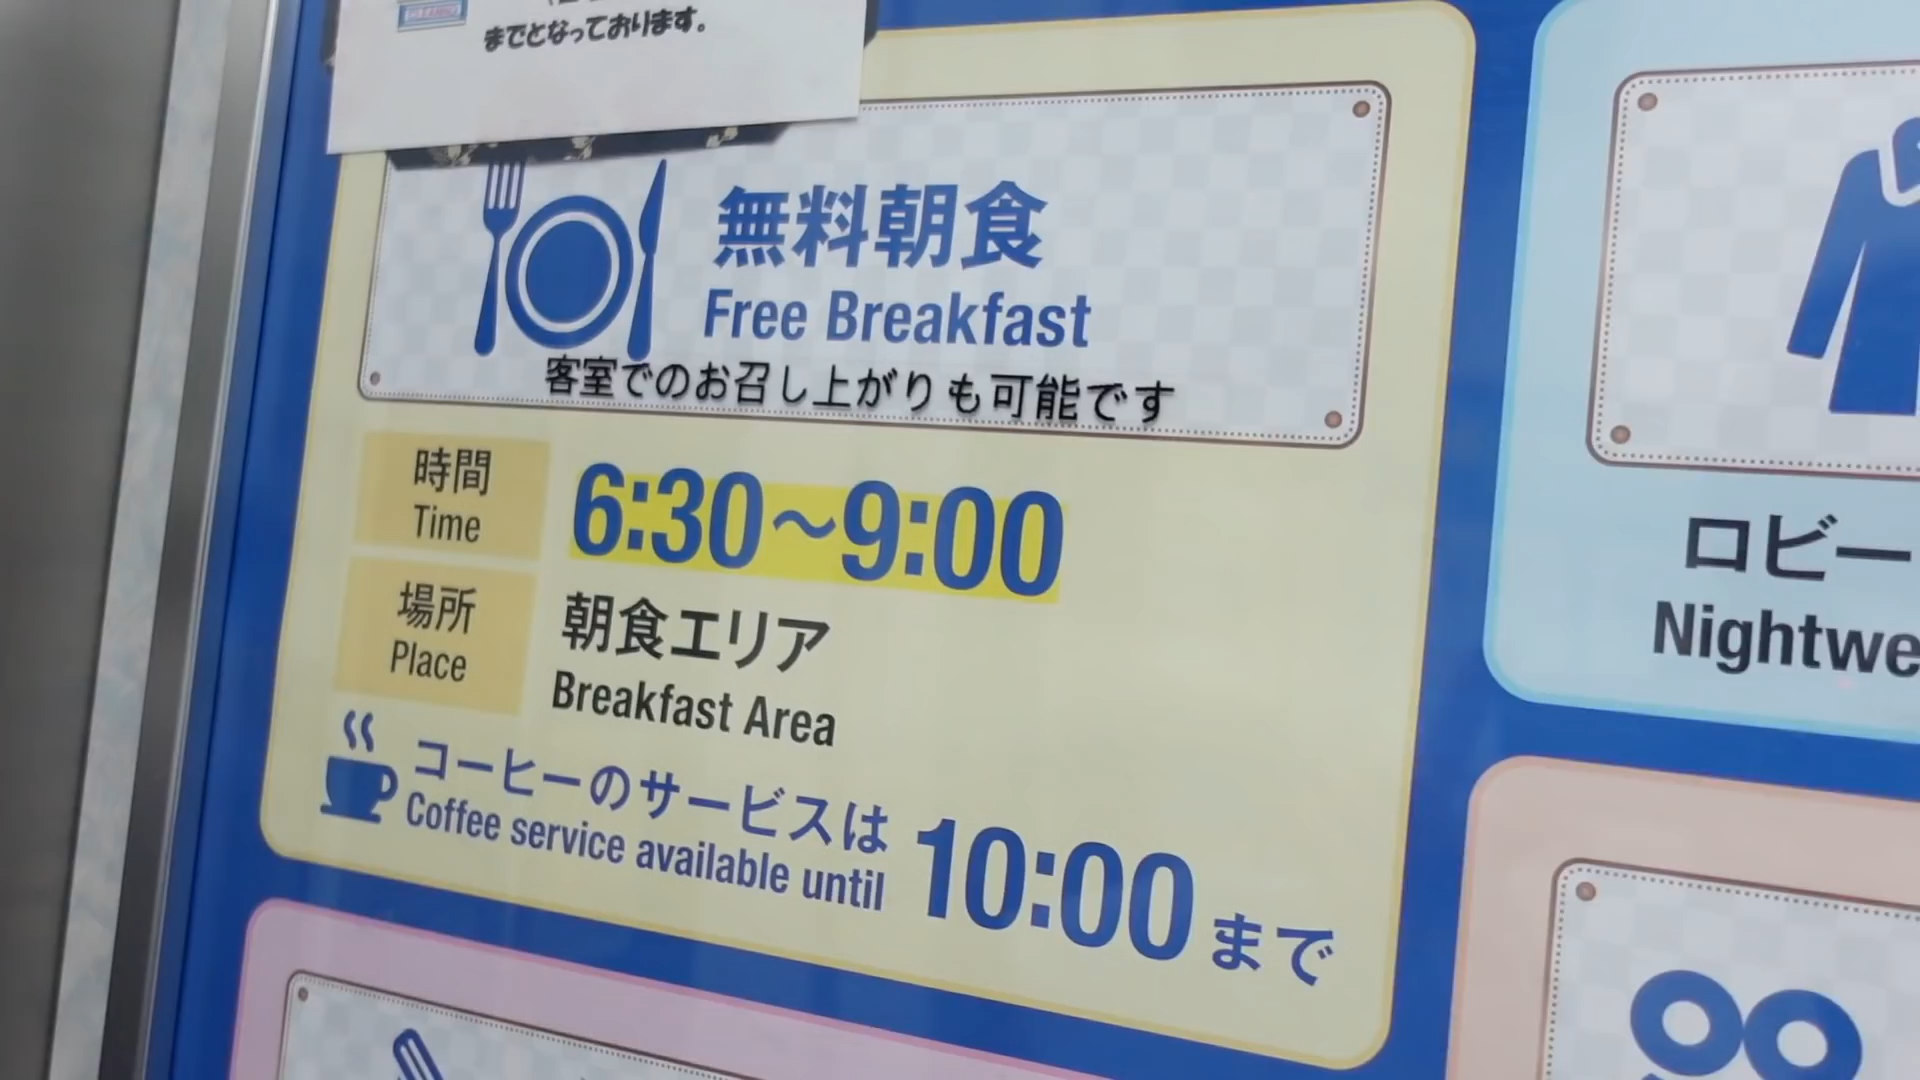 CLEANING
までとなっております。
無料朝食
Free Breakfast
客室でのお召し上がりも可能です
時間
Time
6:30〜9:00
場所
Place
朝食エリア
Breakfast Area
コーヒーのサービスは
Coffee service available until
10:00まで
ロビー
Nightwe